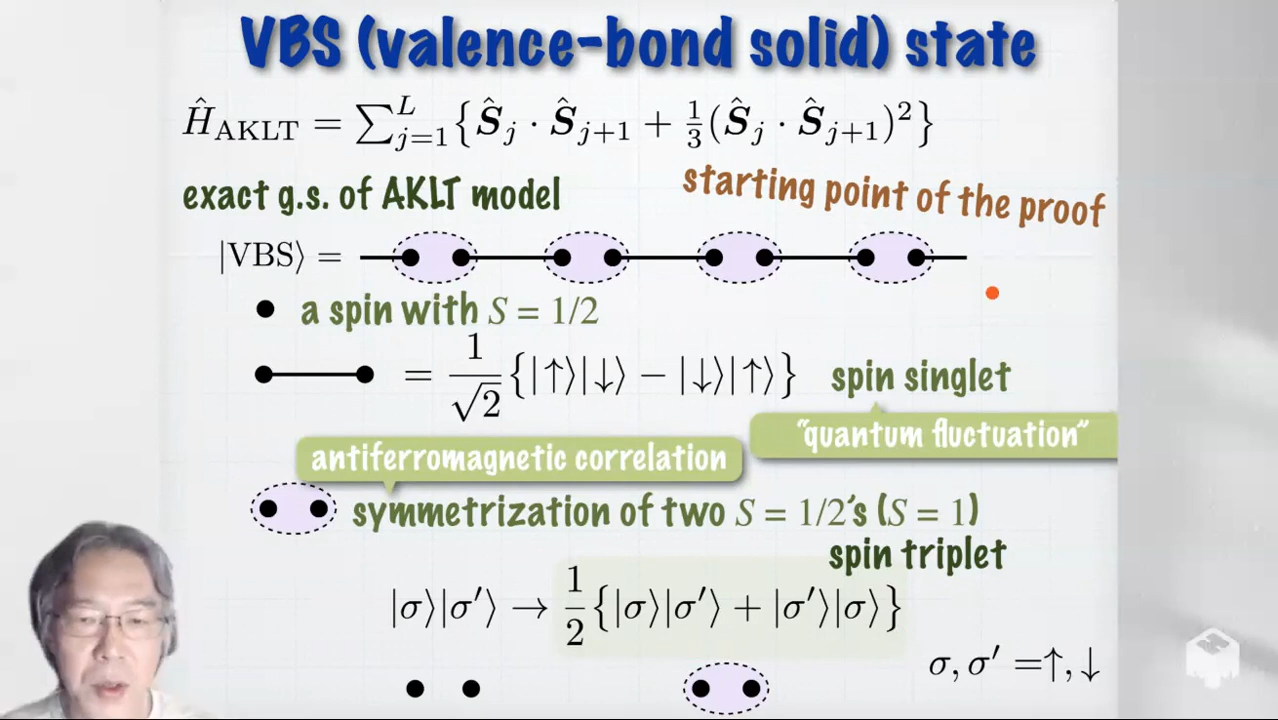 VBS (valence-bond solid) state
Ĥ_AKLT = ∑_{j=1}^{L} {Ŝ_j · Ŝ_{j+1} + 1/3 (Ŝ_j · Ŝ_{j+1})²}
exact g.s. of AKLT model
starting point of the proof
|VBS⟩ =
a spin with S = 1/2
= 1/√2 {|↑⟩|↓⟩ − |↓⟩|↑⟩}
spin singlet
"quantum fluctuation"
antiferromagnetic correlation
symmetrization of two S = 1/2's (S = 1)
spin triplet
|σ⟩|σ′⟩ → 1/2 {|σ⟩|σ′⟩ + |σ′⟩|σ⟩}
σ, σ′ =↑, ↓